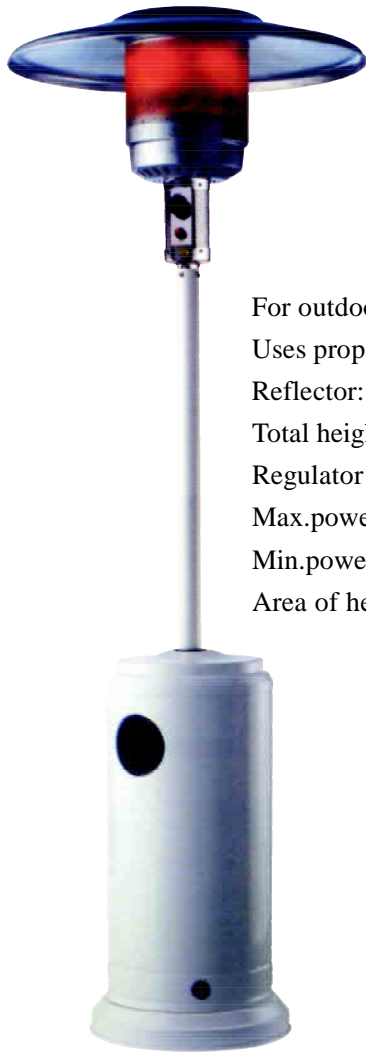 For outdoo
Uses prop
Reflector:
Total heig
Regulator
Max.powe
Min.powe
Area of he